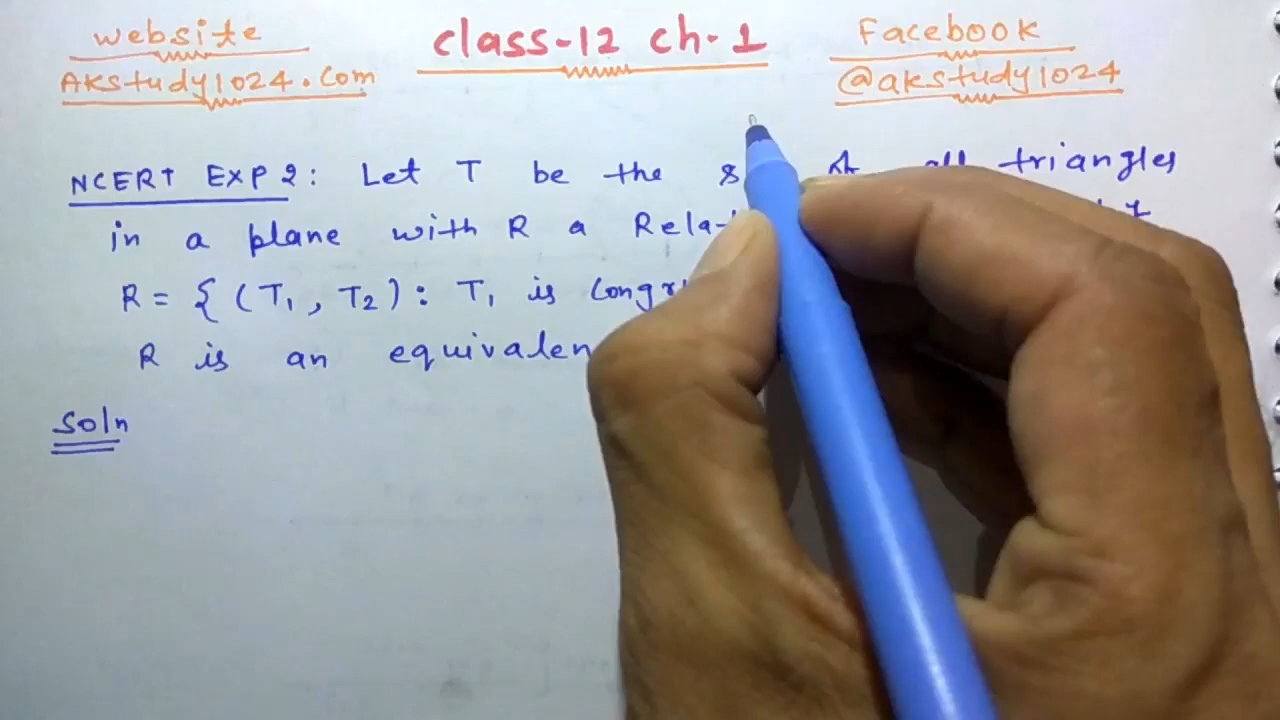 website
AKstudy1024.com
class-12 ch-1
Facebook
@akstudy1024
NCERT EXP 2: Let T be the all triangles
in a plane with R a
R = { (T1, T2): T1 is
R is an
Soln